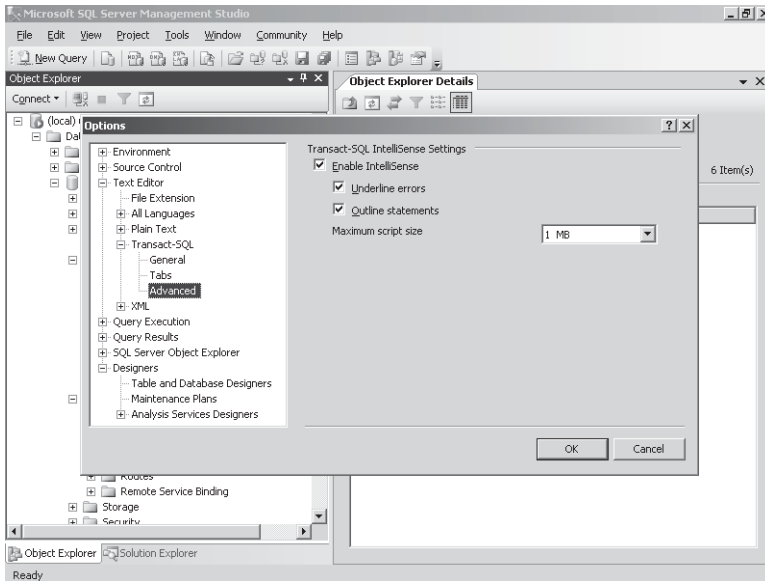 Microsoft SQL Server Management Studio
File Edit View Project Tools Window Community Help
New Query
Object Explorer
Object Explorer Details
Connect
(local)
Options
Environment
Source Control
Text Editor
File Extension
All Languages
Plain Text
Transact-SQL
General
Tabs
Advanced
XML
Query Execution
Query Results
SQL Server Object Explorer
Designers
Table and Database Designers
Maintenance Plans
Analysis Services Designers
Transact-SQL IntelliSense Settings
Enable IntelliSense
Underline errors
Outline statements
Maximum script size
1 MB
6 Item(s)
OK Cancel
Routes
Remote Service Binding
Storage
Security
Object Explorer Solution Explorer
Ready